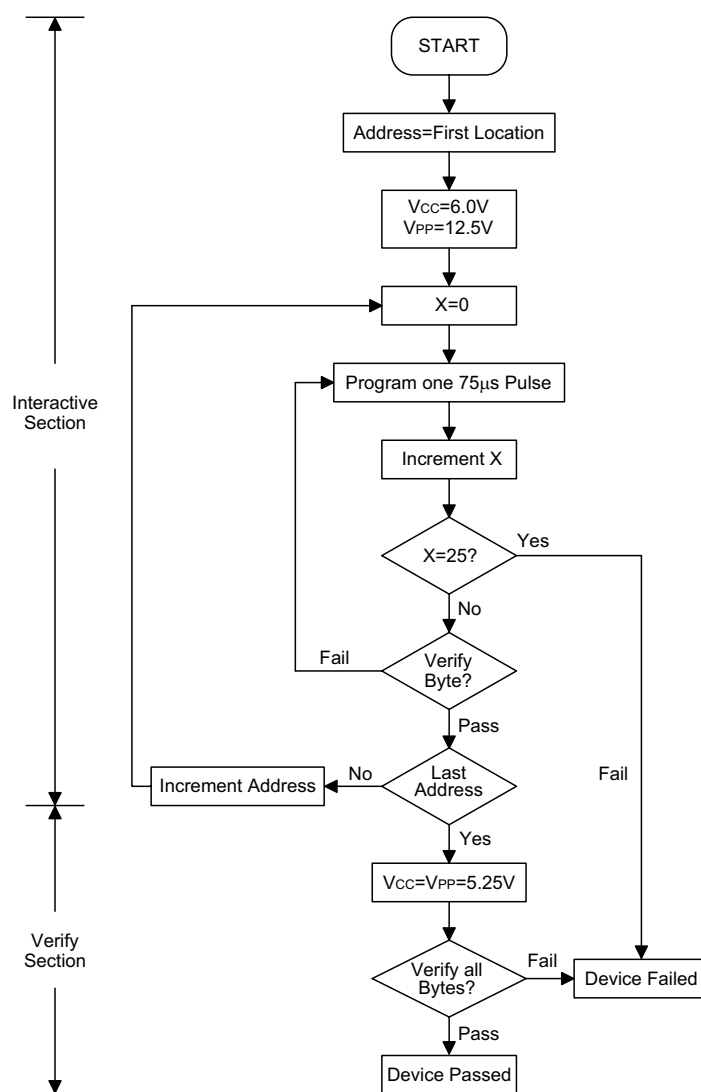 START
Address=First Location
VCC=6.0V
VPP=12.5V
X=0
Program one 75μs Pulse
Interactive
Section
Increment X
X=25?
Yes
No
Verify
Byte?
Fail
Pass
Last
Address
No
Increment Address
Fail
Yes
VCC=VPP=5.25V
Verify
Section
Verify all
Bytes?
Fail
Device Failed
Pass
Device Passed